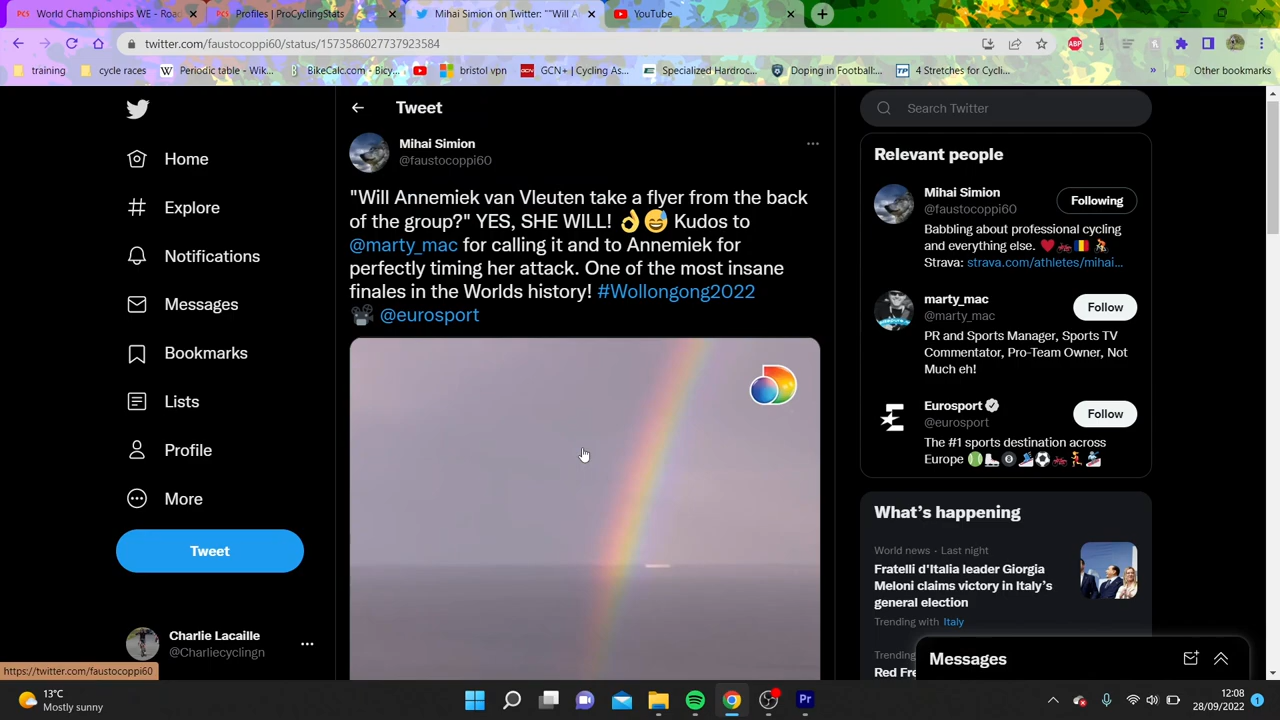 World Championships WE - Road
Profiles | ProCyclingStats
Mihai Simion on Twitter: ""Will A
YouTube
twitter.com/faustocoppi60/status/1573586027737923584
ABP
training
cycle races
Periodic table - Wik...
BikeCalc.com - Bicy...
bristol vpn
GCN+ | Cycling As...
Specialized Hardroc...
Doping in Football:...
4 Stretches for Cycli...
»
Other bookmarks
Home
Explore
Notifications
Messages
Bookmarks
Lists
Profile
More
Tweet
Charlie Lacaille
@Charliecyclingn
https://twitter.com/faustocoppi60
Tweet
Mihai Simion
@faustocoppi60
"Will Annemiek van Vleuten take a flyer from the back
of the group?" YES, SHE WILL! 👌😅 Kudos to
@marty_mac for calling it and to Annemiek for
perfectly timing her attack. One of the most insane
finales in the Worlds history! #Wollongong2022
🎥 @eurosport
Search Twitter
Relevant people
Mihai Simion
@faustocoppi60
Following
Babbling about professional cycling
and everything else.
Strava: strava.com/athletes/mihai...
marty_mac
@marty_mac
Follow
PR and Sports Manager, Sports TV
Commentator, Pro-Team Owner, Not
Much eh!
Eurosport
@eurosport
Follow
The #1 sports destination across
Europe
What's happening
World news · Last night
Fratelli d'Italia leader Giorgia
Meloni claims victory in Italy's
general election
Trending with Italy
Trending
Red Fre
Messages
13°C
Mostly sunny
Pr
12:08
28/09/2022
1